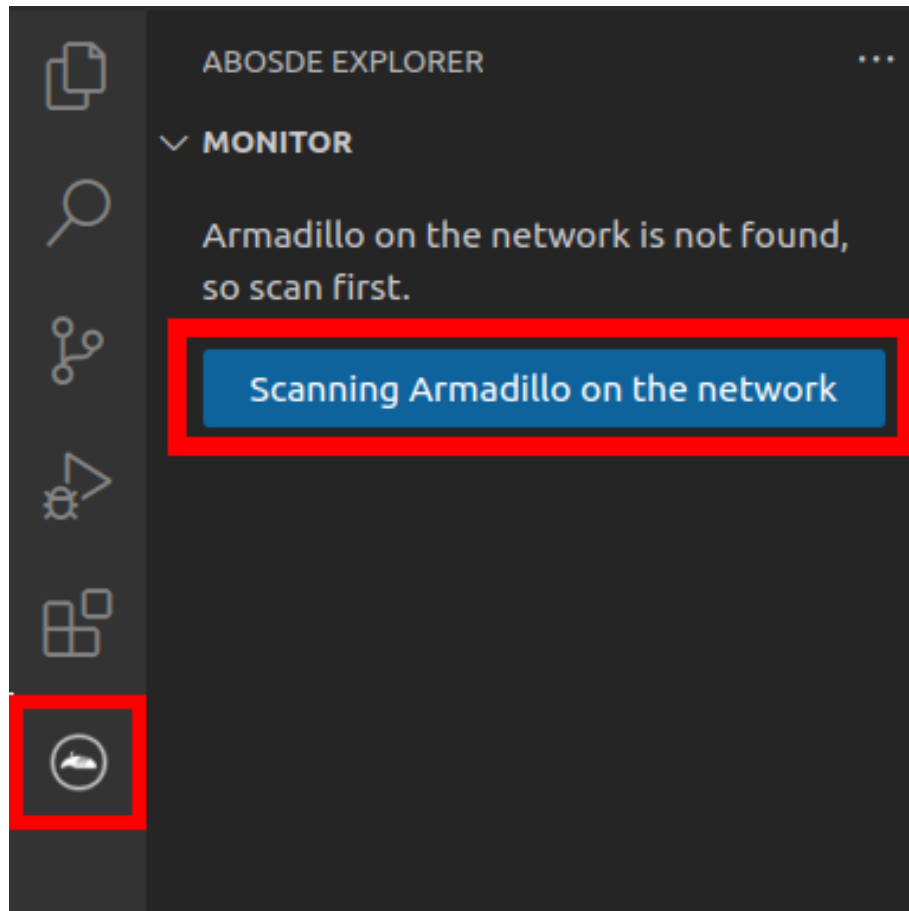 ABOSDE EXPLORER
MONITOR
Armadillo on the network is not found,
so scan first.
Scanning Armadillo on the network